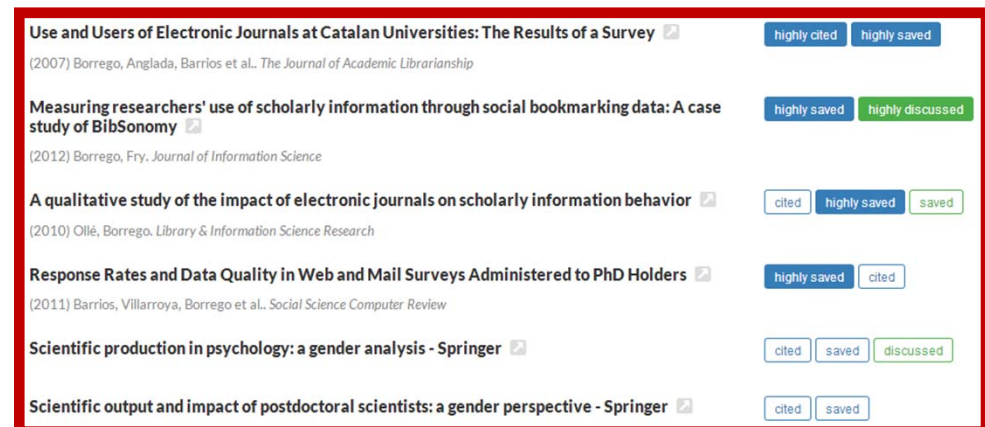 Use and Users of Electronic Journals at Catalan Universities: The Results of a Survey highly cited highly saved
(2007) Borrego, Anglada, Barrios et al.. The Journal of Academic Librarianship
Measuring researchers' use of scholarly information through social bookmarking data: A case
study of BibSonomy highly saved highly discussed
(2012) Borrego, Fry. Journal of Information Science
A qualitative study of the impact of electronic journals on scholarly information behavior cited highly saved saved
(2010) Ollé, Borrego. Library & Information Science Research
Response Rates and Data Quality in Web and Mail Surveys Administered to PhD Holders highly saved cited
(2011) Barrios, Villarroya, Borrego et al.. Social Science Computer Review
Scientific production in psychology: a gender analysis - Springer cited saved discussed
Scientific output and impact of postdoctoral scientists: a gender perspective - Springer cited saved